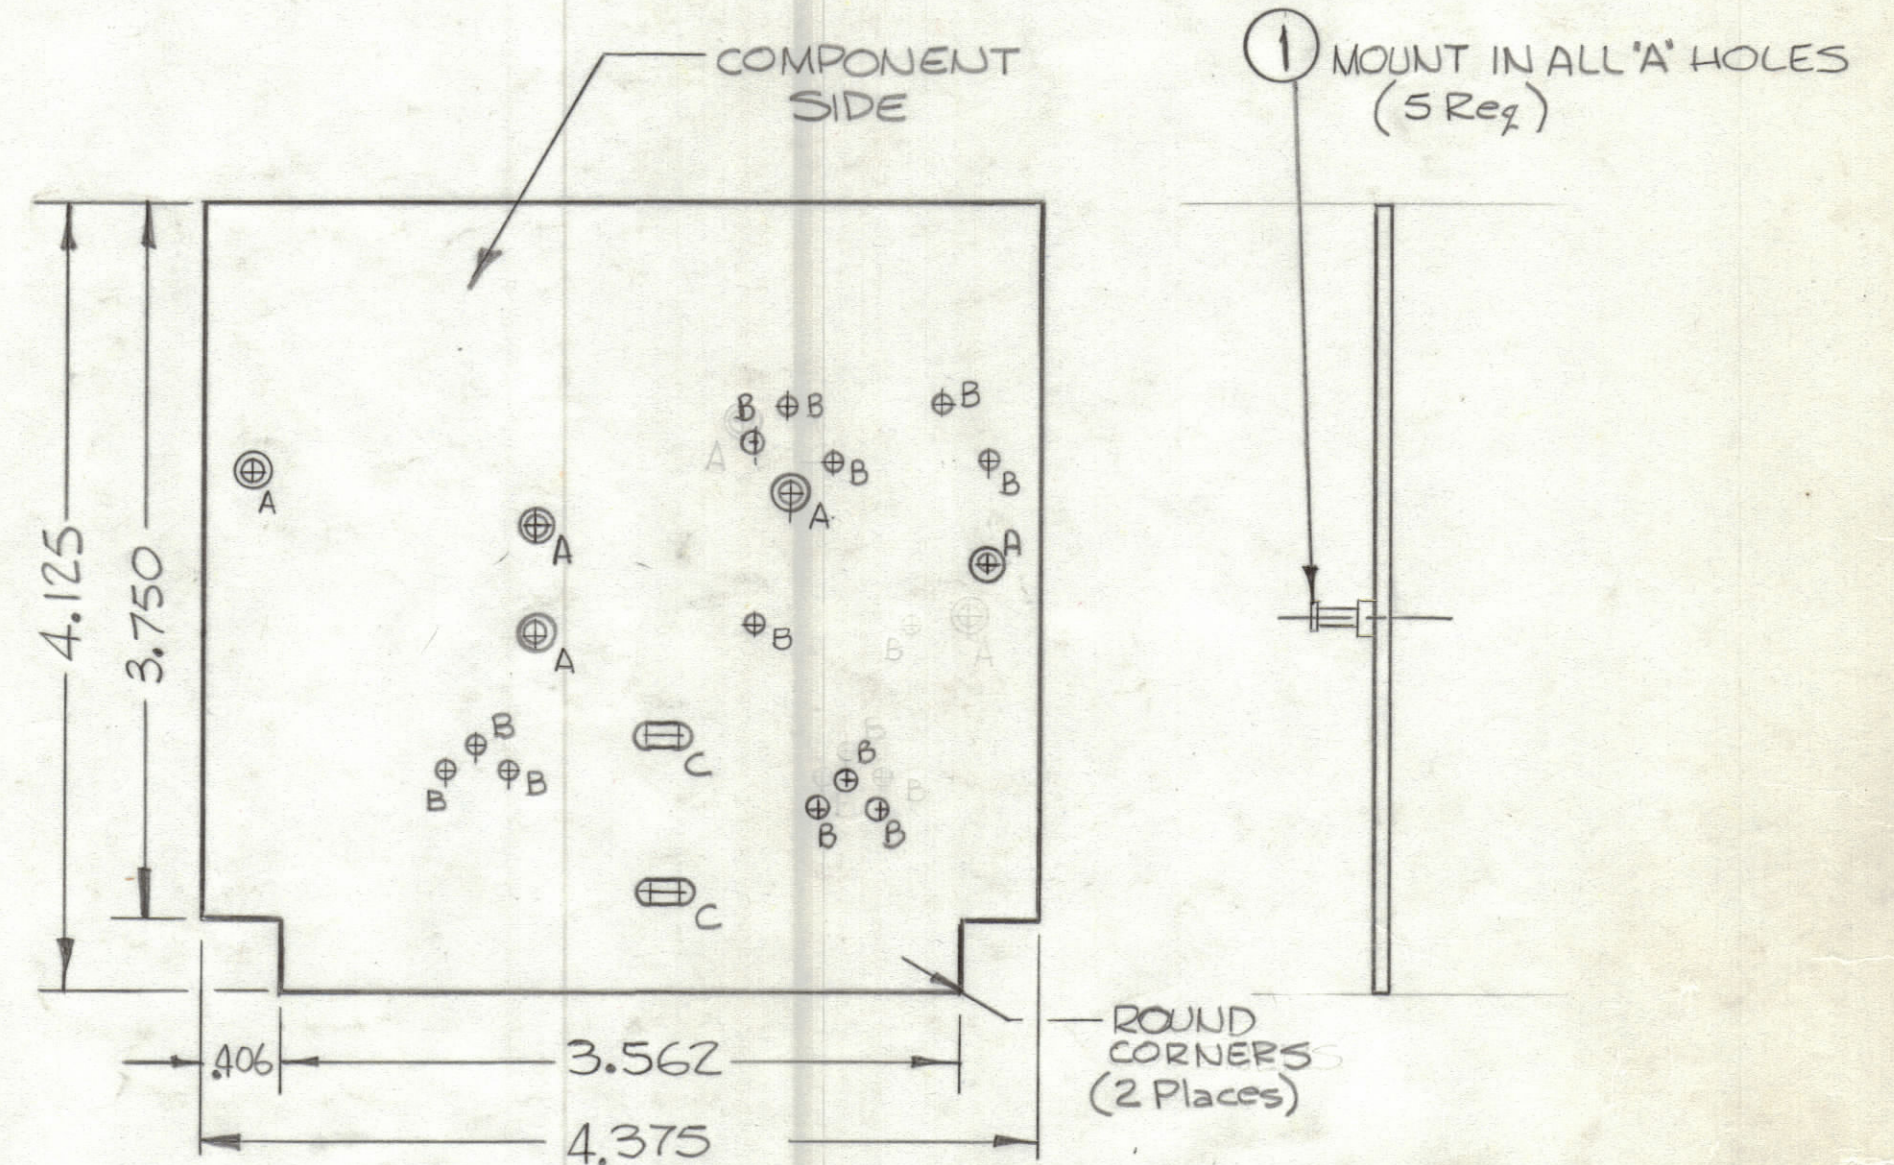 COMPONENT
SIDE
1 MOUNT IN ALL "A" HOLES
(5 Req)
4.125
3.750
B
B
B
A
B
A
B
A
A
A
A
B
B
A
A
B
B
B
B
C
B
B
B
B
B
C
ROUND
CORNERS
(2 Places)
.406
3.562
4.375